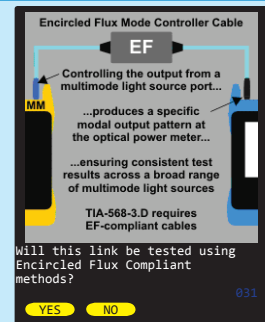 Encircled Flux Mode Controller Cable
EF
Controlling the output from a
multimode light source port...
MM
...produces a specific
modal output pattern at
the optical power meter...
...ensuring consistent test
results across a broad range
of multimode light sources
TIA-568-3.D requires
EF-compliant cables
Will this link be tested using
Encircled Flux Compliant
methods?
031
YES NO